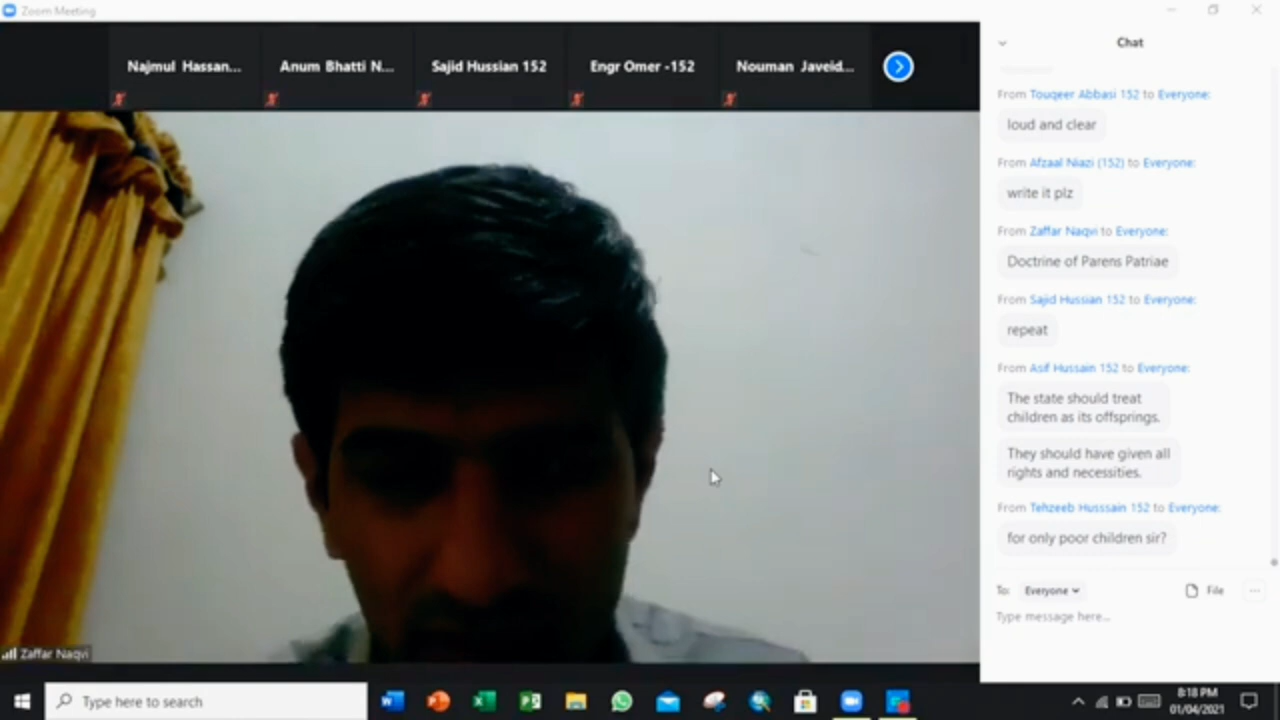 Zoom Meeting
Najmul Hassan...
Anum Bhatti N...
Sajid Hussian 152
Engr Omer -152
Nouman Javeid...
Chat
From Touqeer Abbasi 152 to Everyone:
loud and clear
From Afzaal Niazi (152) to Everyone:
write it plz
From Zaffar Naqvi to Everyone:
Doctrine of Parens Patriae
From Sajid Hussian 152 to Everyone:
repeat
From Asif Hussain 152 to Everyone:
The state should treat
children as its offsprings.
They should have given all
rights and necessities.
From Tehzeeb Husssain 152 to Everyone:
for only poor children sir?
To: Everyone
File
Type message here...
Zaffar Naqvi
Type here to search
8:18 PM
01/04/2021